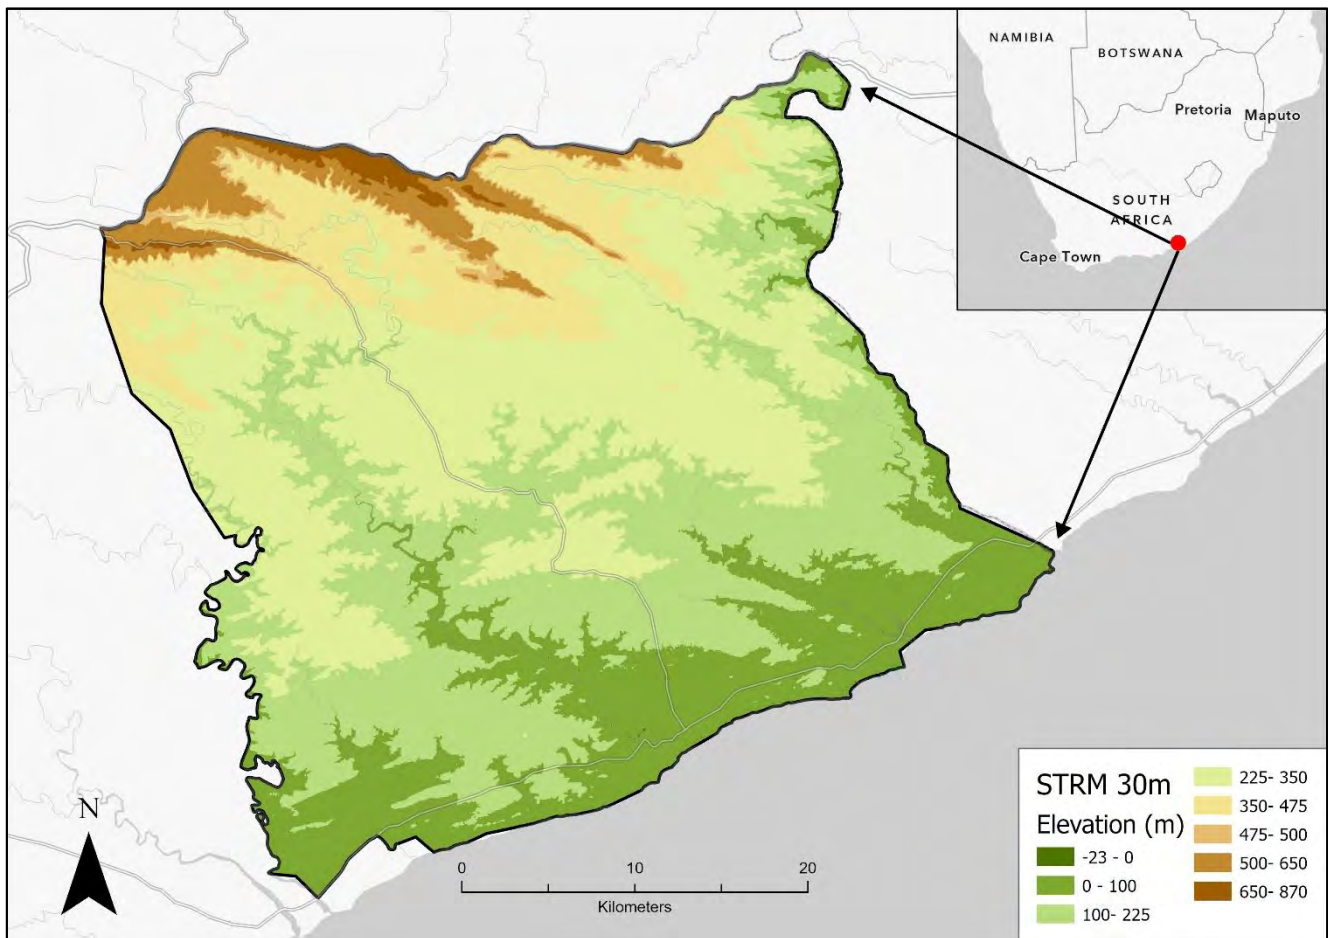 NAMIBIA
BOTSWANA
Pretoria
Maputo
SOUTH
AFRICA
Cape Town
N
0 10 20
Kilometers
STRM 30m
Elevation (m)
-23 - 0
0 - 100
100- 225
225- 350
350- 475
475- 500
500- 650
650- 870